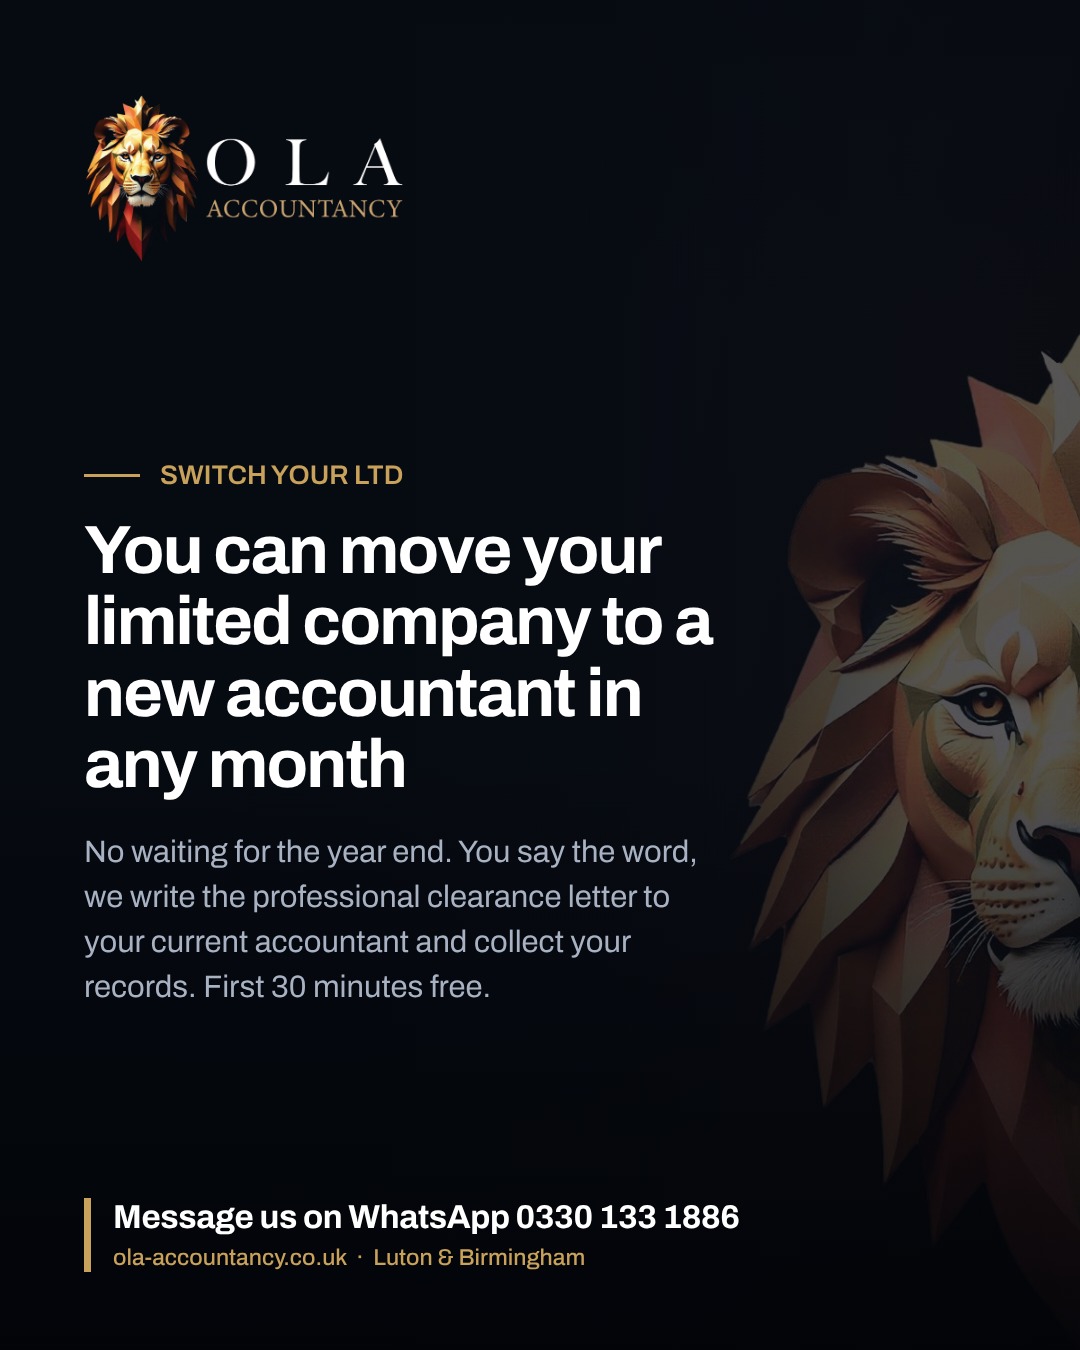 OLA
ACCOUNTANCY
SWITCH YOUR LTD
You can move your
limited company to a
new accountant in
any month
No waiting for the year end. You say the word,
we write the professional clearance letter to
your current accountant and collect your
records. First 30 minutes free.
Message us on WhatsApp 0330 133 1886
ola-accountancy.co.uk · Luton & Birmingham